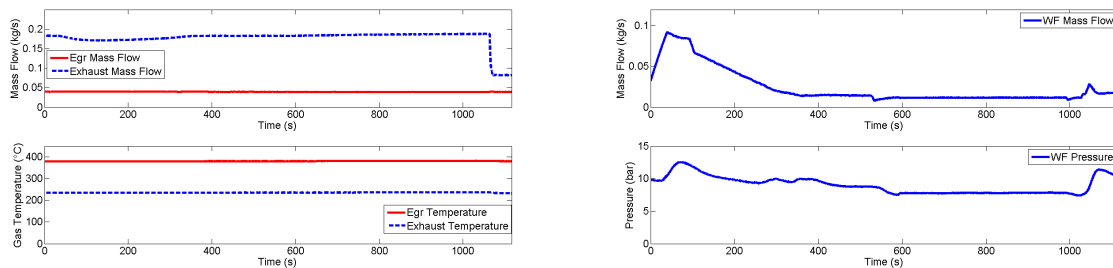 Mass Flow (kg/s)
0.2
0.15
0.1
0.05
0
Egr Mass Flow
Exhaust Mass Flow
0 200 400 600 800 1000
Time (s)
Gas Temperature (°C)
400
300
200
100
0
Egr Temperature
Exhaust Temperature
0 200 400 600 800 1000
Time (s)
Mass Flow (kg/s)
0.1
0.05
0
WF Mass Flow
0 200 400 600 800 1000
Time (s)
Pressure (bar)
15
10
5
0
WF Pressure
0 200 400 600 800 1000
Time (s)